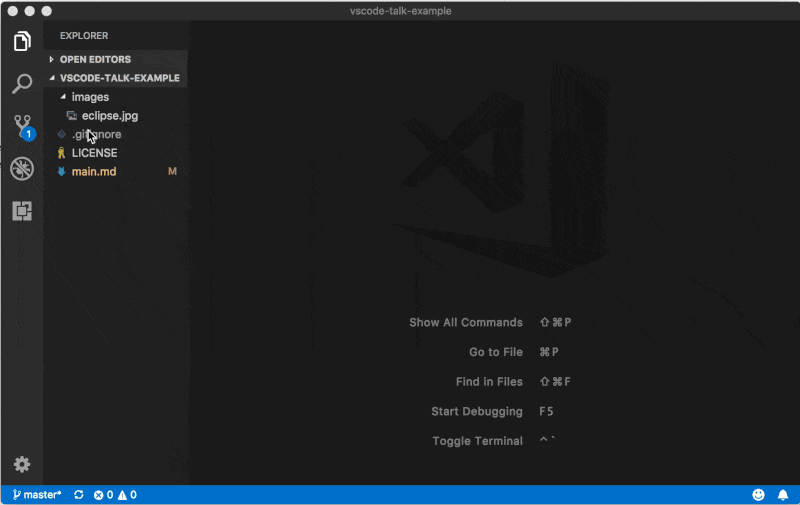 vscode-talk-example
EXPLORER
OPEN EDITORS
VSCODE-TALK-EXAMPLE
images
eclipse.jpg
.gitignore
LICENSE
main.md M
1
Show All Commands ⇧⌘P
Go to File ⌘P
Find in Files ⇧⌘F
Start Debugging F5
Toggle Terminal ^`
master* 0 0